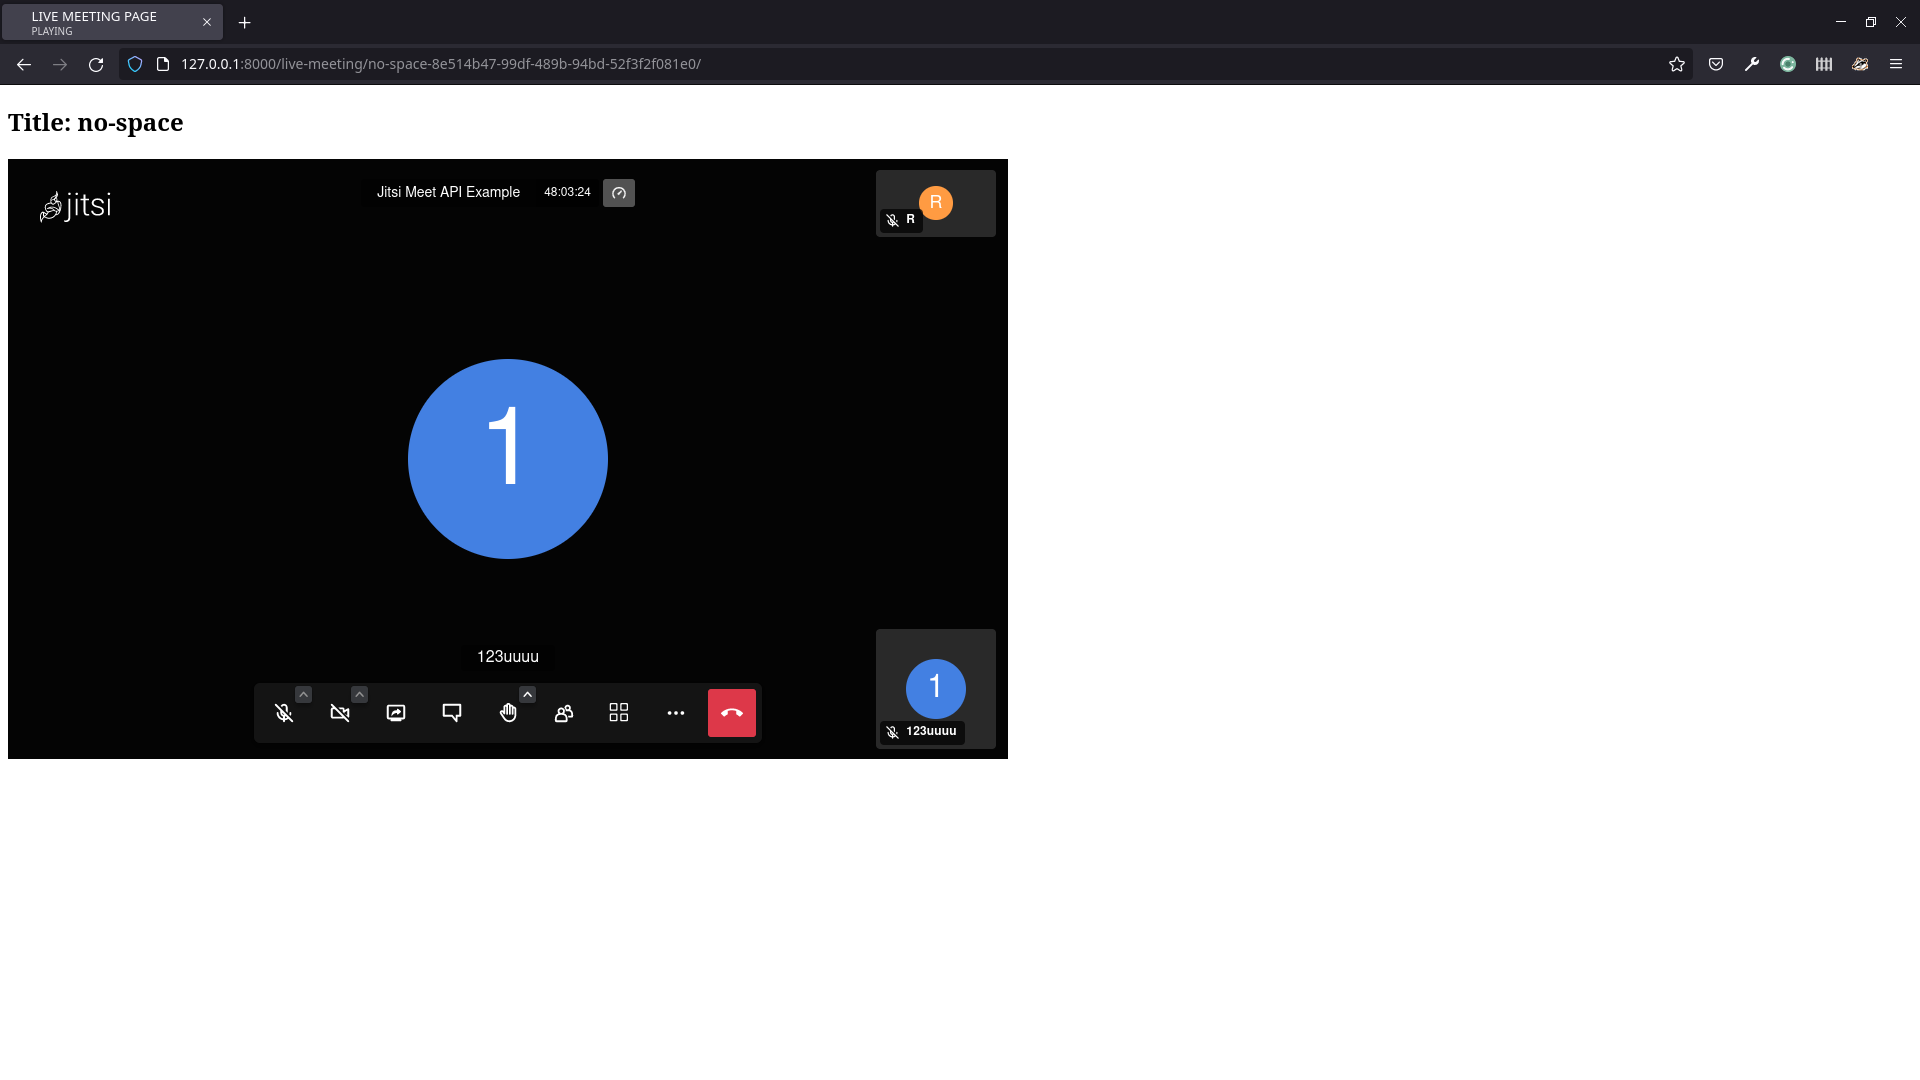 LIVE MEETING PAGE
PLAYING
127.0.0.1:8000/live-meeting/no-space-8e514b47-99df-489b-94bd-52f3f2f081e0/
Title: no-space
jitsi
Jitsi Meet API Example 48:03:24
R
R
1
123uuuu
1
123uuuu